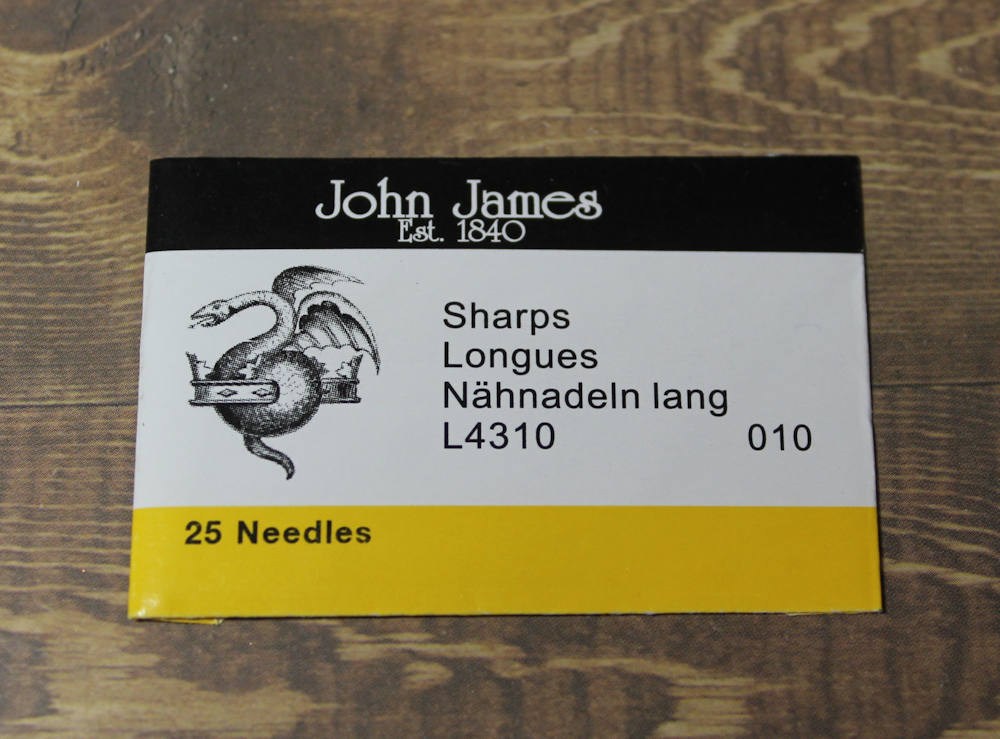 John James
Est. 1840
Sharps
Longues
Nähnadeln lang
L4310 010
25 Needles